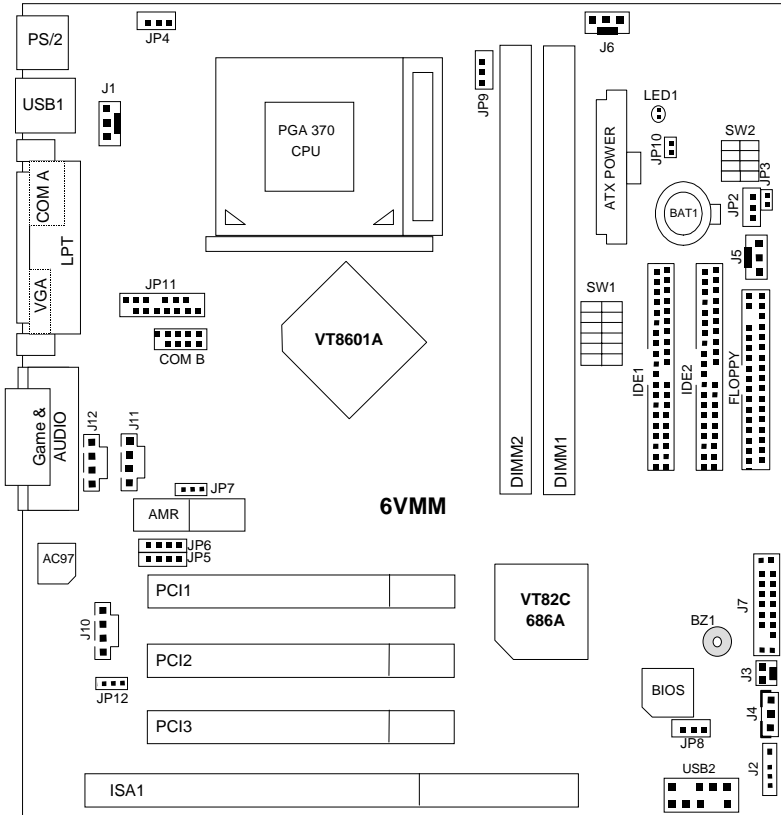 PS/2
JP4
J6
USB1
J1
JP9
LED1
SW2
PGA 370
CPU
ATX POWER
JP10
JP3
JP2
BAT1
COM A
LPT
VGA
J5
JP11
SW1
COM B
VT8601A
IDE1
IDE2
FLOPPY
Game &
AUDIO
J12
J11
DIMM2
DIMM1
JP7
6VMM
AMR
JP6
JP5
AC97
PCI1
VT82C
686A
J7
BZ1
J10
PCI2
BIOS
J3
JP12
J4
PCI3
JP8
J2
USB2
ISA1